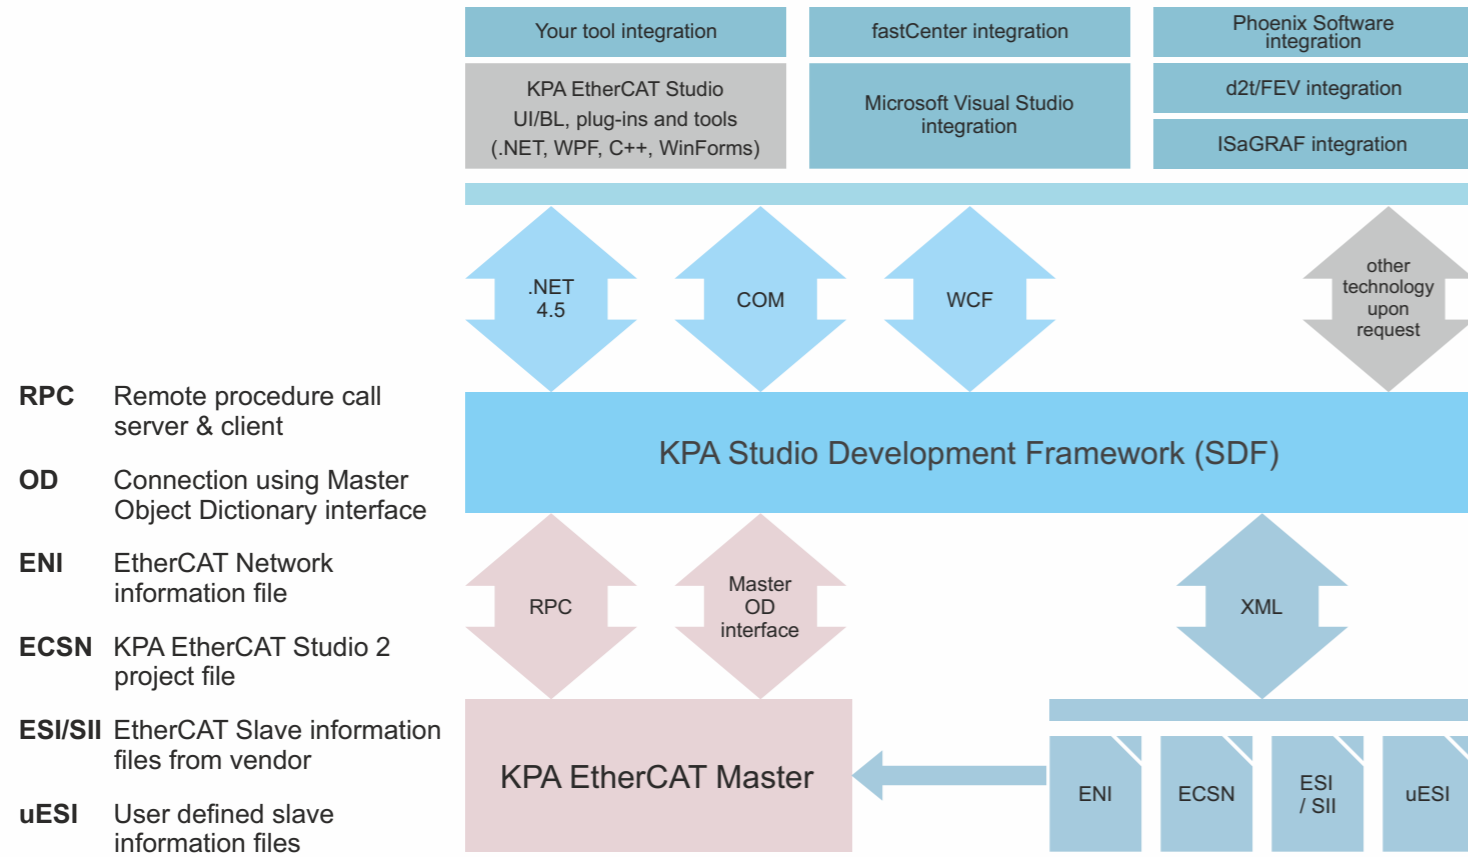 Your tool integration
fastCenter integration
Phoenix Software
integration
KPA EtherCAT Studio
UI/BL, plug-ins and tools
(.NET, WPF, C++, WinForms)
Microsoft Visual Studio
integration
d2t/FEV integration
ISaGRAF integration
.NET
4.5
COM
WCF
other
technology
upon
request
KPA Studio Development Framework (SDF)
RPC Remote procedure call
server & client
OD Connection using Master
Object Dictionary interface
ENI EtherCAT Network
information file
ECSN KPA EtherCAT Studio 2
project file
ESI/SII EtherCAT Slave information
files from vendor
uESI User defined slave
information files
RPC
Master
OD
interface
XML
KPA EtherCAT Master
ENI
ECSN
ESI
/ SII
uESI